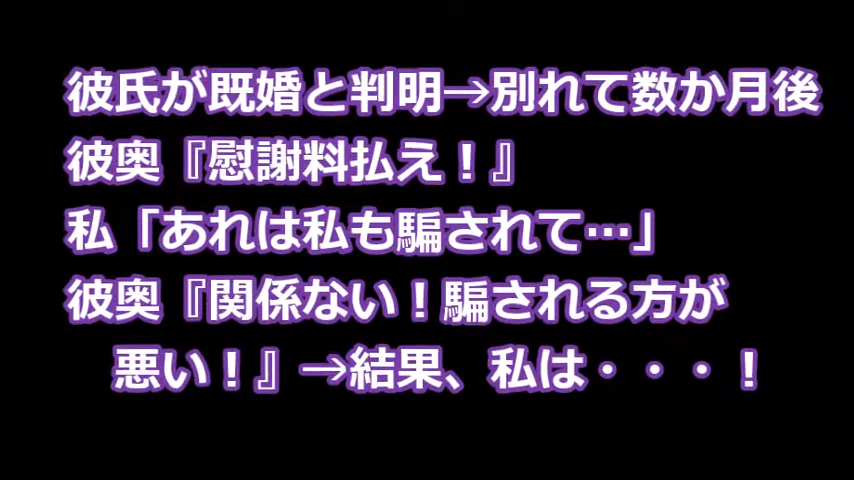 彼氏が既婚と判明→別れて数か月後
彼奥『慰謝料払え！』
私「あれは私も騙されて…」
彼奥『関係ない！騙される方が
悪い！』→結果、私は・・・！